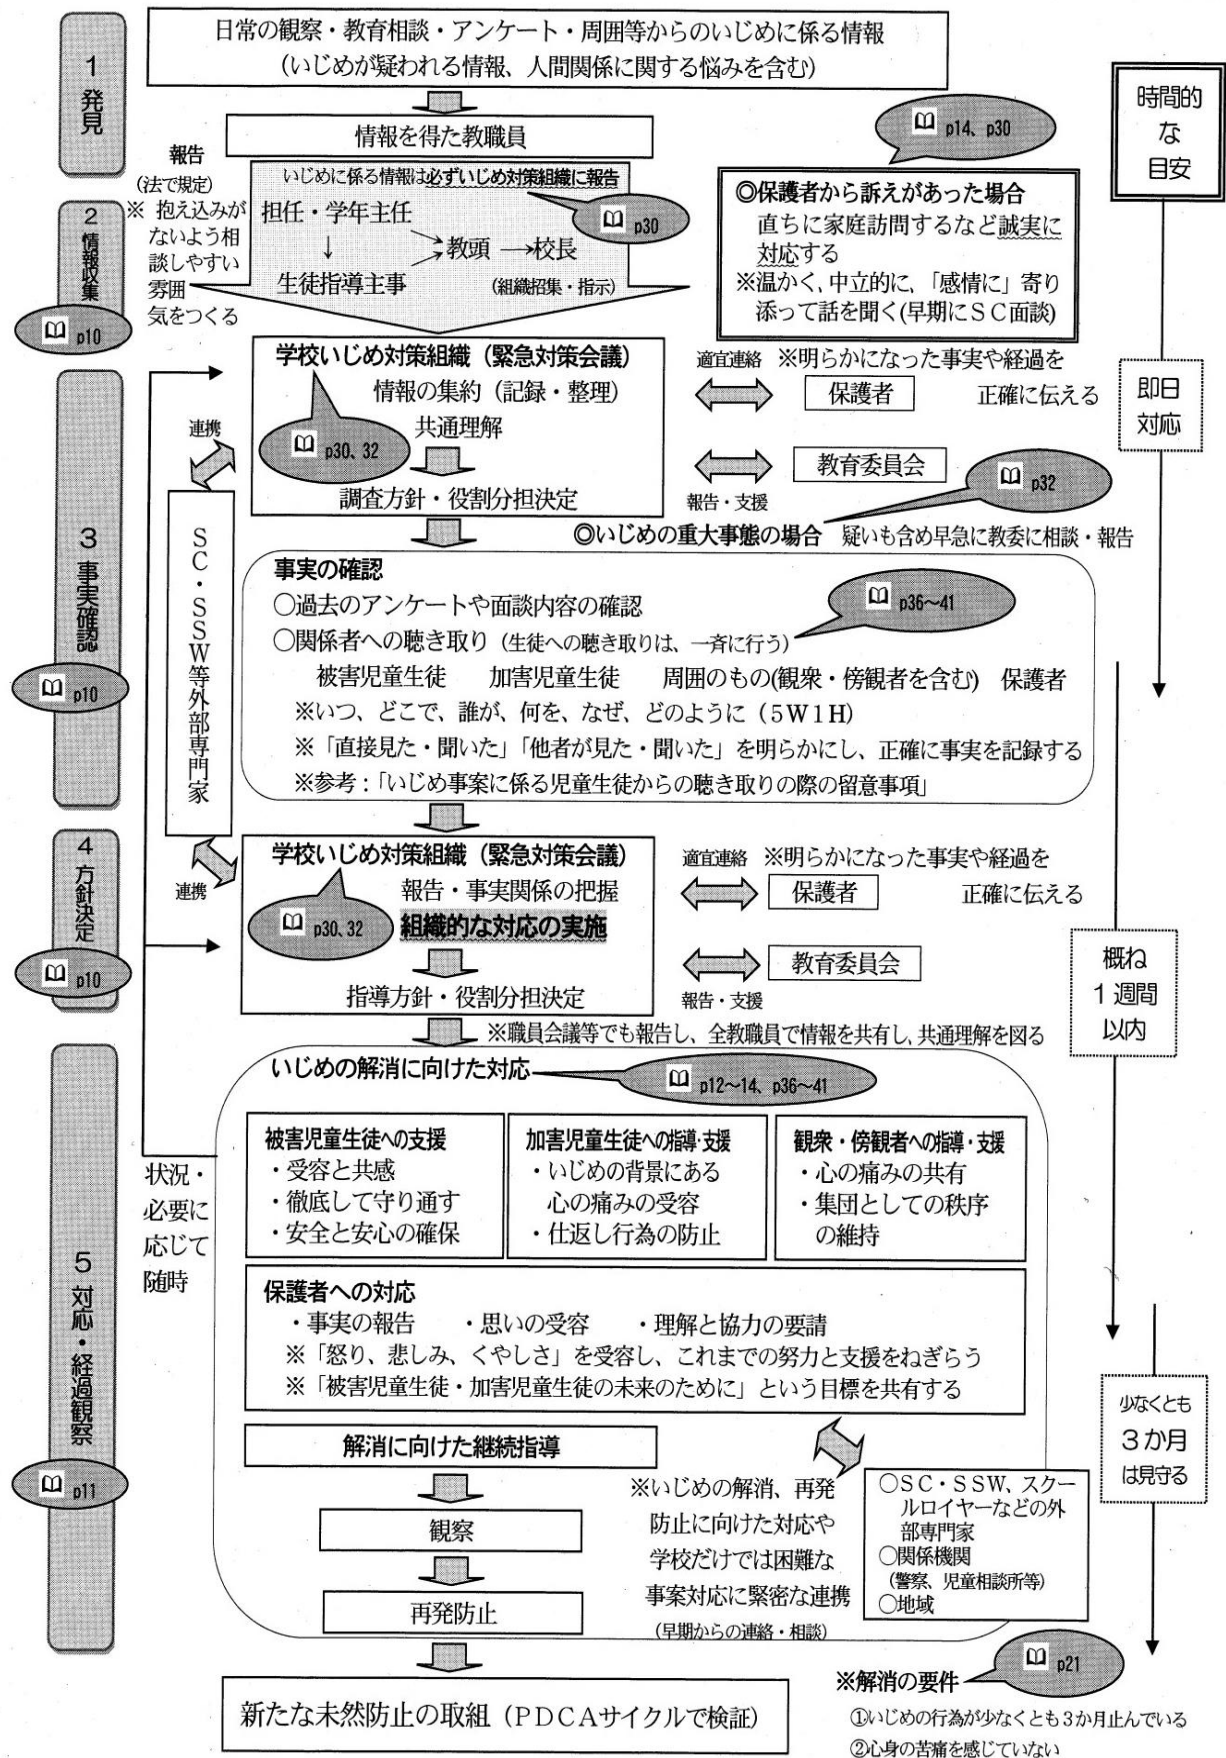 1 発見
日常の観察・教育相談・アンケート・周囲等からのいじめに係る情報
(いじめが疑われる情報、人間関係に関する悩みを含む)
時間的
な
目安
情報を得た教職員
p14、p30
報告
(法で規定)
※ 抱え込みが
ないよう相
談しやすい
雰囲
気をつくる
いじめに係る情報は必ずいじめ対策組織に報告
担任・学年主任
教頭→校長
生徒指導主事
(組織招集・指示)
p30
◎保護者から訴えがあった場合
直ちに家庭訪問するなど誠実に
対応する
※温かく、中立的に、「感情に」寄り
添って話を聞く(早期にSC面談)
2 情報収集
p10
学校いじめ対策組織（緊急対策会議）
情報の集約（記録・整理）
共通理解
p30、32
調査方針・役割分担決定
適宜連絡 ※明らかになった事実や経過を
保護者 正確に伝える
教育委員会
報告・支援
p32
即日
対応
連携
SC・SSW等外部専門家
◎いじめの重大事態の場合 疑いも含め早急に教委に相談・報告
3 事実確認
p10
事実の確認
○過去のアンケートや面談内容の確認
p36～41
○関係者への聴き取り（生徒への聴き取りは、一斉に行う）
被害児童生徒 加害児童生徒 周囲のもの(観衆・傍観者を含む) 保護者
※いつ、どこで、誰が、何を、なぜ、どのように（5W1H）
※「直接見た・聞いた」「他者が見た・聞いた」を明らかにし、正確に事実を記録する
※参考：「いじめ事案に係る児童生徒からの聴き取りの際の留意事項」
4 方針決定
p10
連携
学校いじめ対策組織（緊急対策会議）
報告・事実関係の把握
p30、32
組織的な対応の実施
指導方針・役割分担決定
適宜連絡 ※明らかになった事実や経過を
保護者 正確に伝える
教育委員会
報告・支援
概ね
1週間
以内
※職員会議等でも報告し、全教職員で情報を共有し、共通理解を図る
5 対応・経過観察
p11
いじめの解消に向けた対応
p12～14、p36～41
状況・
必要に
応じて
随時
被害児童生徒への支援
・受容と共感
・徹底して守り通す
・安全と安心の確保
加害児童生徒への指導・支援
・いじめの背景にある
心の痛みの受容
・仕返し行為の防止
観衆・傍観者への指導・支援
・心の痛みの共有
・集団としての秩序
の維持
保護者への対応
・事実の報告 ・思いの受容 ・理解と協力の要請
※「怒り、悲しみ、くやしさ」を受容し、これまでの努力と支援をねぎらう
※「被害児童生徒・加害児童生徒の未来のために」という目標を共有する
少なくとも
3か月
は見守る
解消に向けた継続指導
観察
再発防止
※いじめの解消、再発
防止に向けた対応や
学校だけでは困難な
事案対応に緊密な連携
(早期からの連絡・相談)
○SC・SSW、スクー
ルロイヤーなどの外
部専門家
○関係機関
(警察、児童相談所等)
○地域
新たな未然防止の取組（PDCAサイクルで検証）
p21
※解消の要件
①いじめの行為が少なくとも3か月止んでいる
②心身の苦痛を感じていない